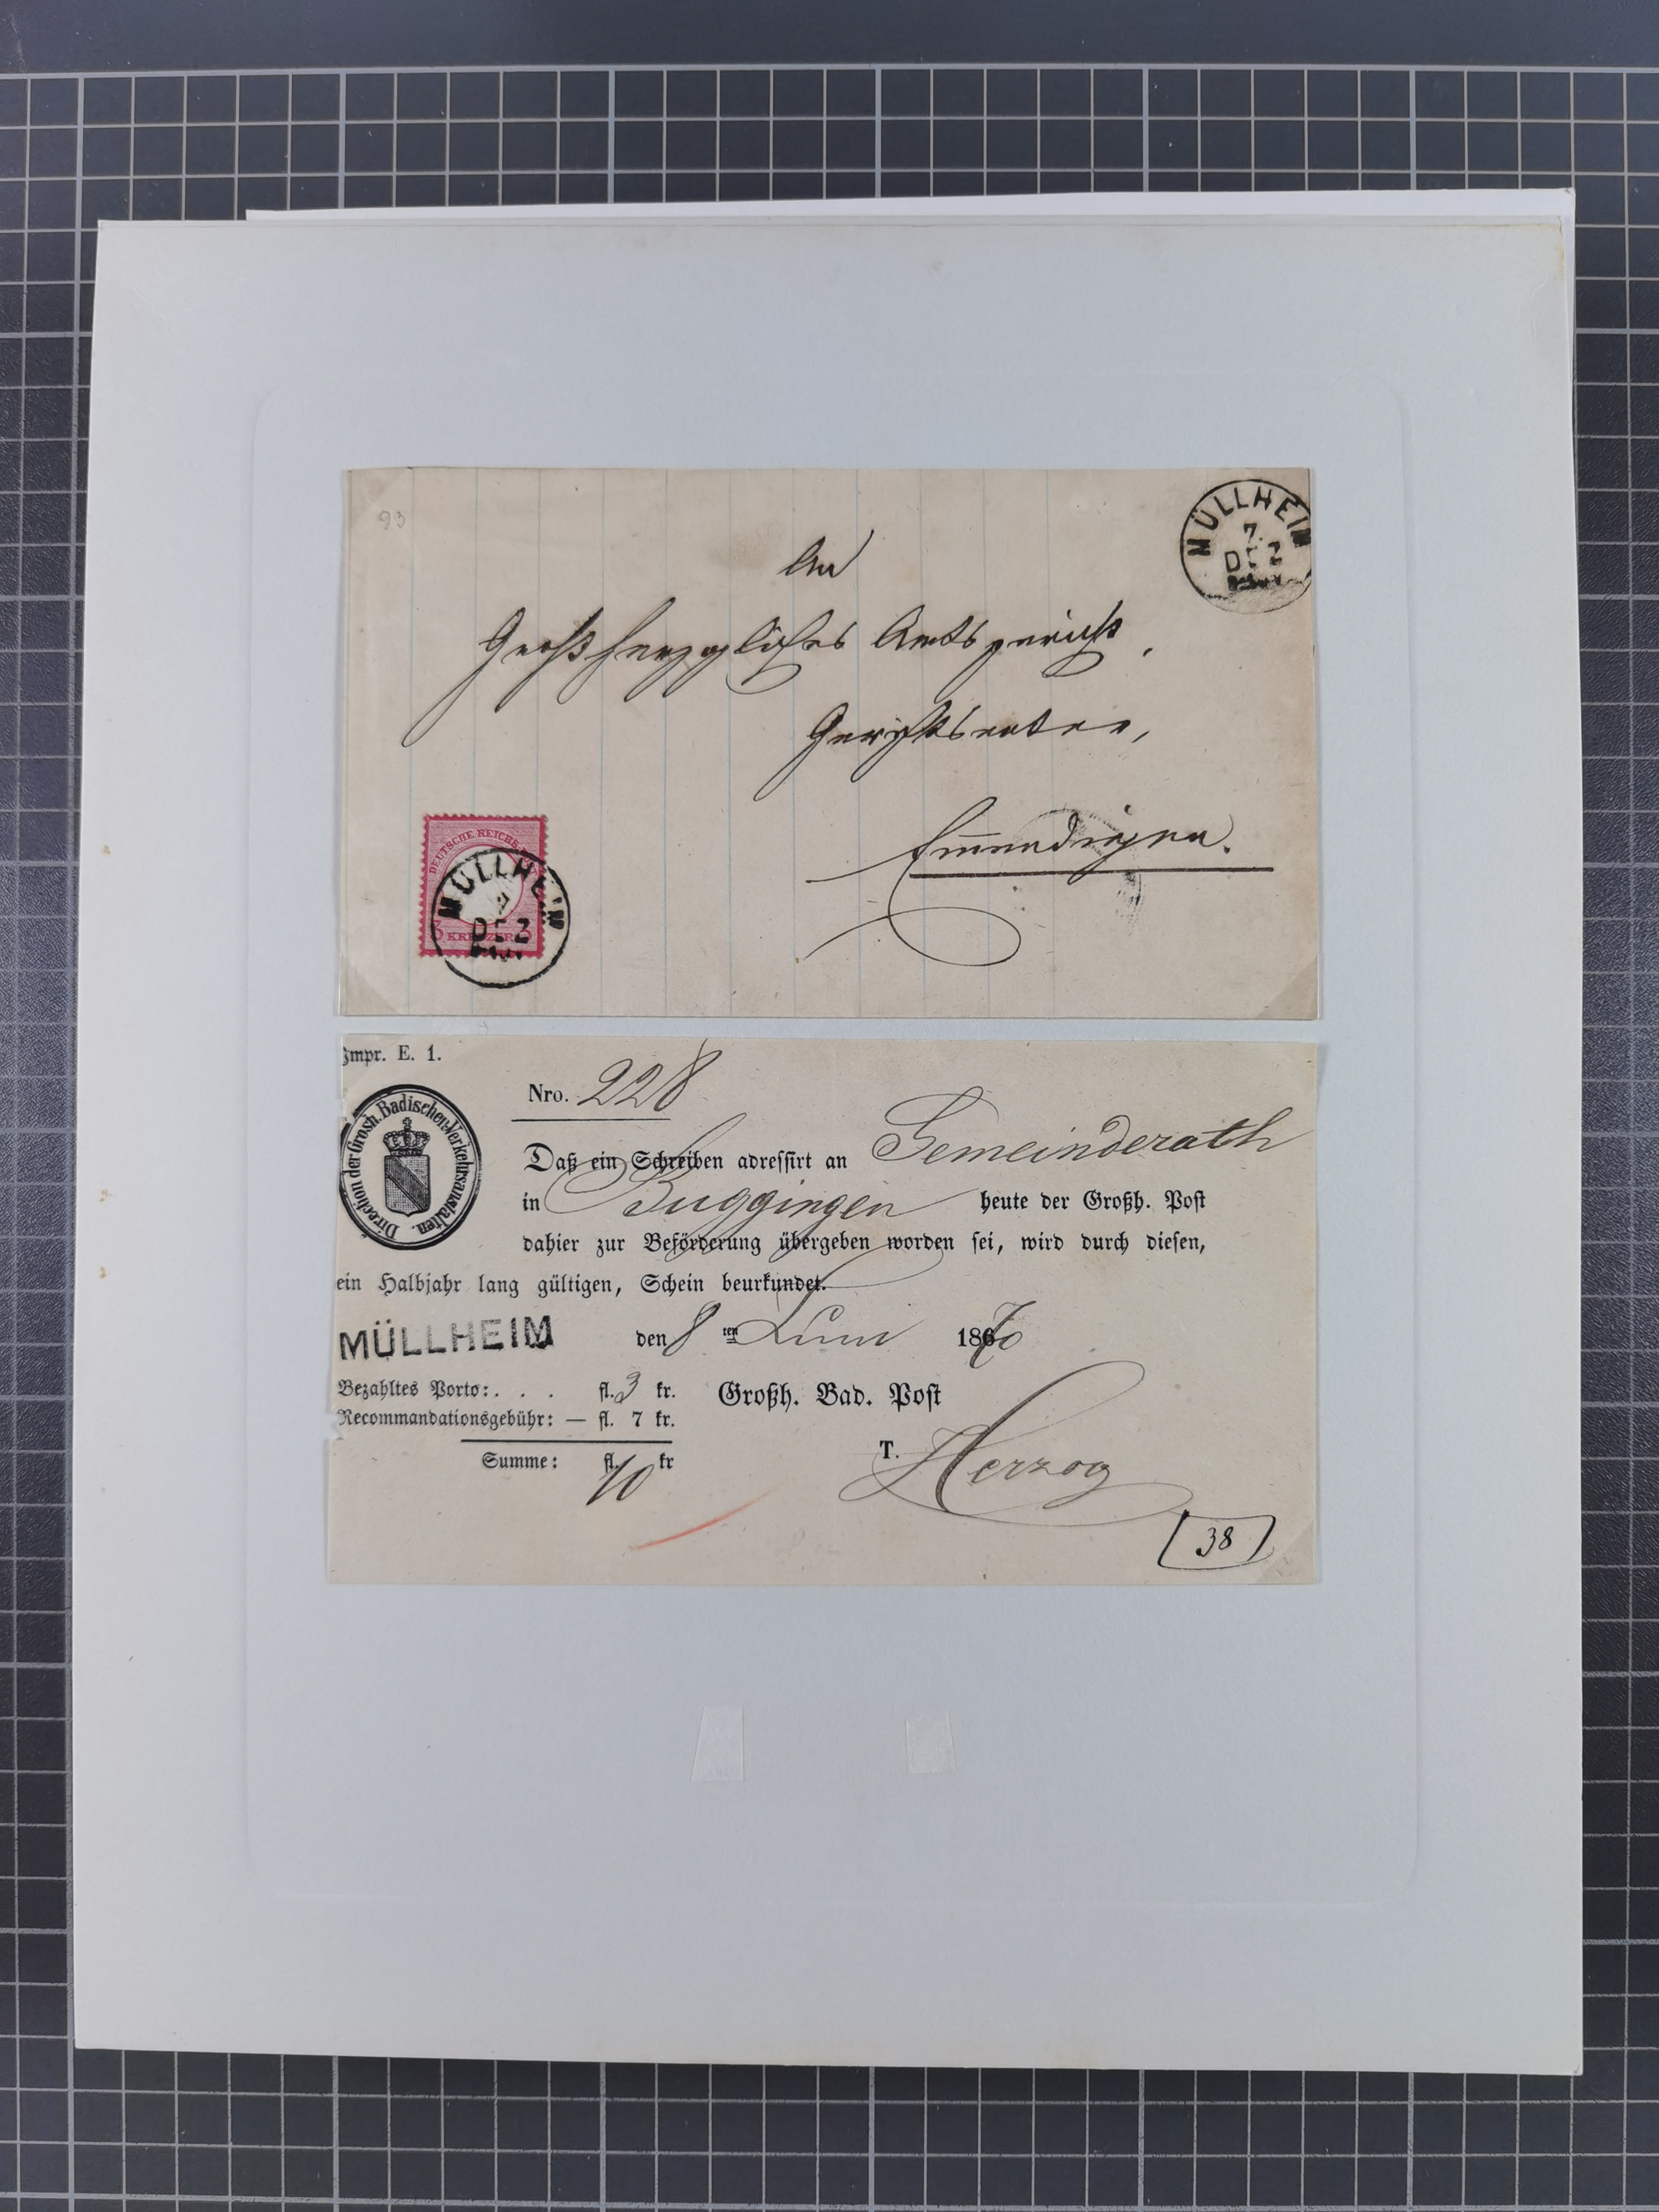 93
MÜLLHEIM
7.
DEZ
An
Großherzogliches Amtsgericht,
Emmendingen.
DEUTSCHE REICHS
3 KREUZER 3
MÜLLHEIM
DEZ
Impr. E. 1.
Nro. 228
Direction der Grosh. Badischen Verkehrsanstalten.
Daß ein Schreiben adressirt an Gemeinderath
in Buggingen heute der Großh. Post
dahier zur Beförderung übergeben worden sei, wird durch diesen,
ein Halbjahr lang gültigen, Schein beurkundet.
MÜLLHEIM den 8 ten Juni 1870
Bezahltes Porto: . . . fl. 3 kr. Großh. Bad. Post
Recommandationsgebühr: — fl. 7 kr.
Summe: fl. 10 kr
T. Herzog
38